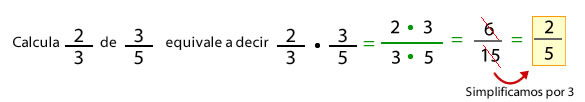 Calcula 2/3 de 3/5 equivale a decir 2/3 • 3/5 = 2 • 3 / 3 • 5 = 6/15 = 2/5
Simplificamos por 3